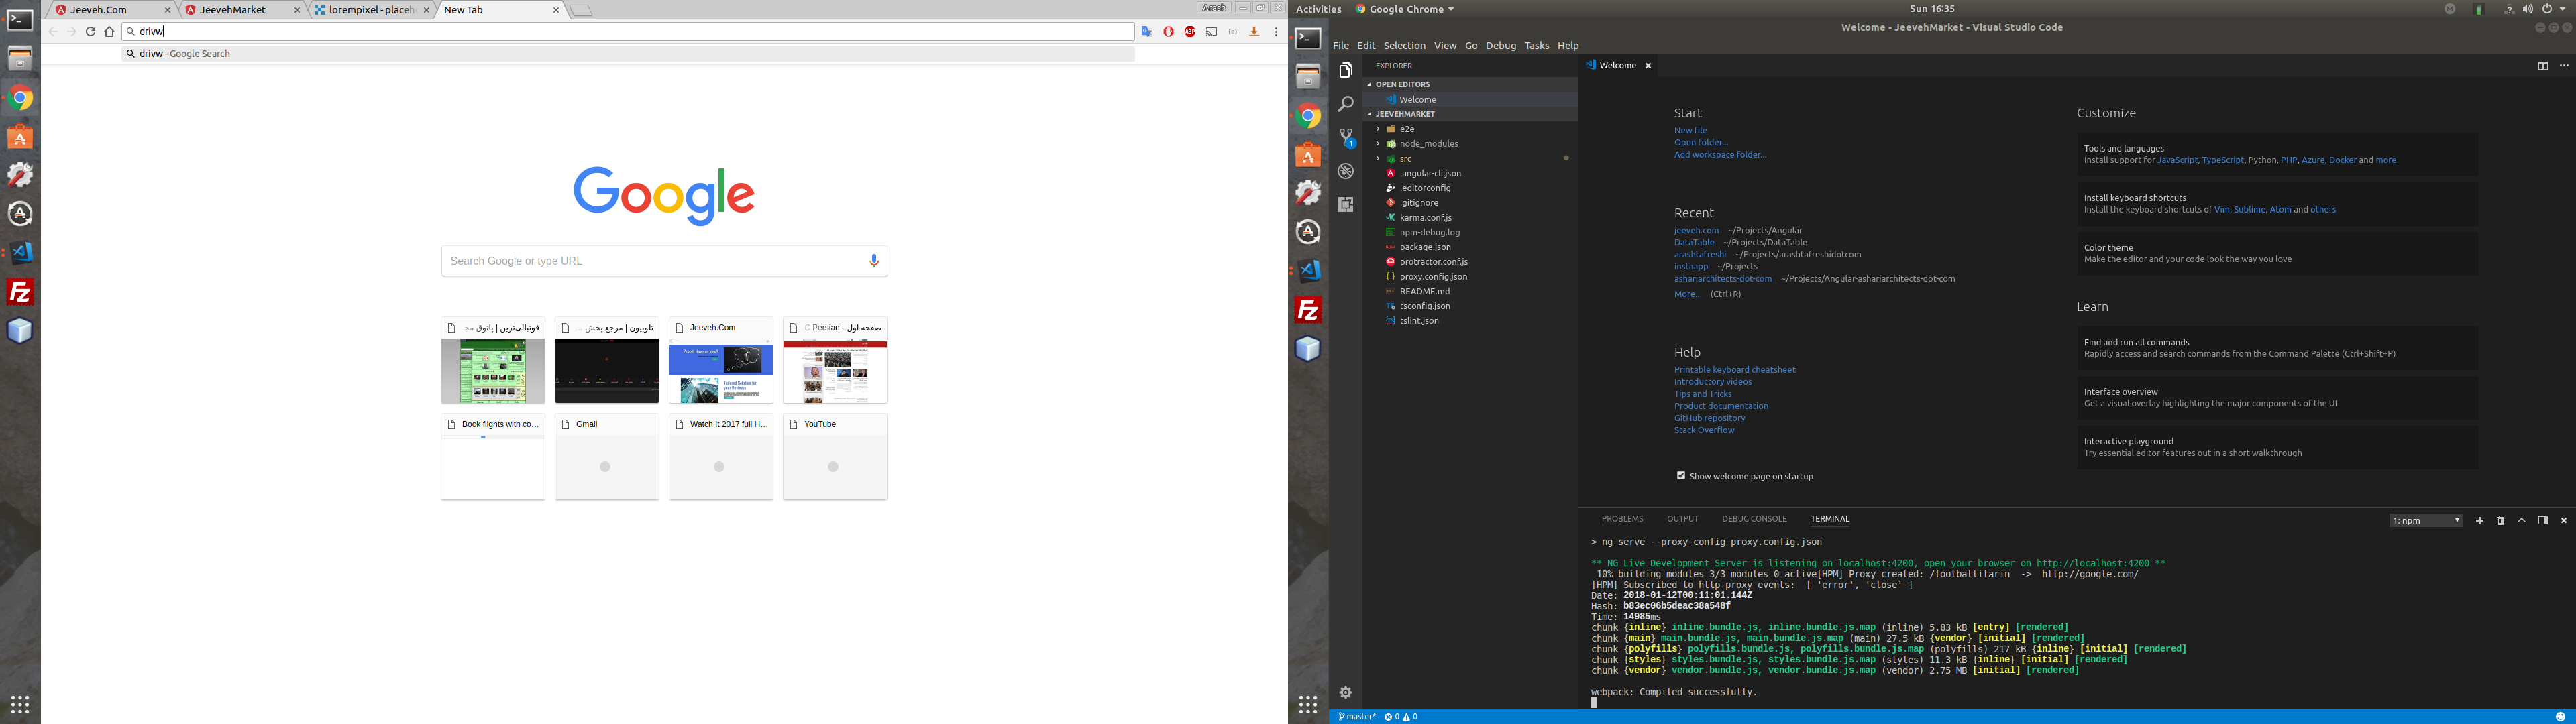 Jeeveh.Com
JeevehMarket
lorempixel - placeh
New Tab
Arash
drivw
drivw - Google Search
Google
Search Google or type URL
فوتبالی‌ترین | پاتوق مج
تلوبیون | مرجع پخش ...
Jeeveh.Com
صفحه اول - C Persian
Book flights with co...
Gmail
Watch It 2017 full H...
YouTube
Activities
Google Chrome
Sun 16:35
Welcome - JeevehMarket - Visual Studio Code
File Edit Selection View Go Debug Tasks Help
EXPLORER
OPEN EDITORS
Welcome
JEEVEHMARKET
e2e
node_modules
src
.angular-cli.json
.editorconfig
.gitignore
karma.conf.js
npm-debug.log
package.json
protractor.conf.js
proxy.config.json
README.md
tsconfig.json
tslint.json
Welcome
Start
New file
Open folder...
Add workspace folder...
Recent
jeeveh.com ~/Projects/Angular
DataTable ~/Projects/DataTable
arashtafreshi ~/Projects/arashtafreshidotcom
instaapp ~/Projects
ashariarchitects-dot-com ~/Projects/Angular-ashariarchitects-dot-com
More... (Ctrl+R)
Help
Printable keyboard cheatsheet
Introductory videos
Tips and Tricks
Product documentation
GitHub repository
Stack Overflow
Show welcome page on startup
Customize
Tools and languages
Install support for JavaScript, TypeScript, Python, PHP, Azure, Docker and more
Install keyboard shortcuts
Install the keyboard shortcuts of Vim, Sublime, Atom and others
Color theme
Make the editor and your code look the way you love
Learn
Find and run all commands
Rapidly access and search commands from the Command Palette (Ctrl+Shift+P)
Interface overview
Get a visual overlay highlighting the major components of the UI
Interactive playground
Try essential editor features out in a short walkthrough
PROBLEMS OUTPUT DEBUG CONSOLE TERMINAL
1: npm
> ng serve --proxy-config proxy.config.json
** NG Live Development Server is listening on localhost:4200, open your browser on http://localhost:4200 **
10% building modules 3/3 modules 0 active[HPM] Proxy created: /footballitarin -> http://google.com/
[HPM] Subscribed to http-proxy events: [ 'error', 'close' ]
Date: 2018-01-12T00:11:01.144Z
Hash: b83ec06b5deac38a548f
Time: 14985ms
chunk {inline} inline.bundle.js, inline.bundle.js.map (inline) 5.83 kB [entry] [rendered]
chunk {main} main.bundle.js, main.bundle.js.map (main) 27.5 kB {vendor} [initial] [rendered]
chunk {polyfills} polyfills.bundle.js, polyfills.bundle.js.map (polyfills) 217 kB {inline} [initial] [rendered]
chunk {styles} styles.bundle.js, styles.bundle.js.map (styles) 11.3 kB {inline} [initial] [rendered]
chunk {vendor} vendor.bundle.js, vendor.bundle.js.map (vendor) 2.75 MB [initial] [rendered]
webpack: Compiled successfully.
master* 0 0